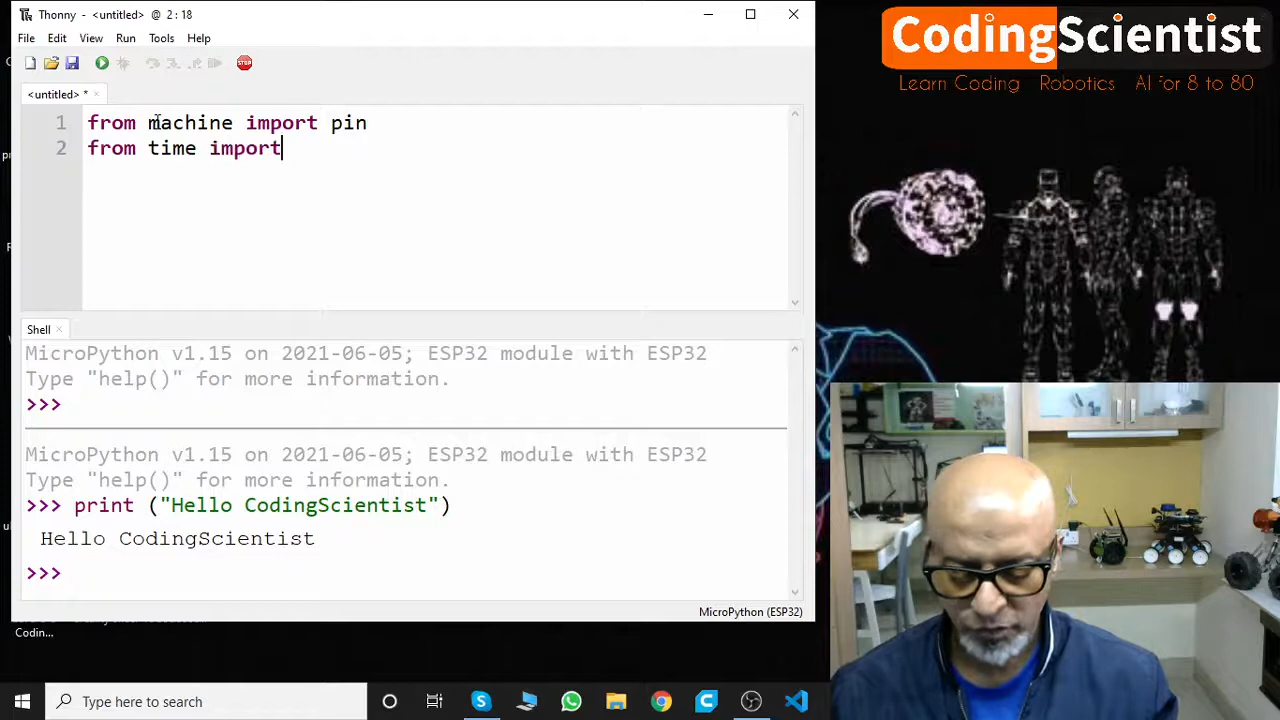 Thonny - <untitled> @ 2 : 18
File Edit View Run Tools Help
STOP
<untitled> * ×
1 from machine import pin
2 from time import
Shell ×
MicroPython v1.15 on 2021-06-05; ESP32 module with ESP32
Type "help()" for more information.
>>>
MicroPython v1.15 on 2021-06-05; ESP32 module with ESP32
Type "help()" for more information.
>>> print ("Hello CodingScientist")
Hello CodingScientist
>>>
MicroPython (ESP32)
Codin...
Type here to search
CodingScientist
Learn Coding Robotics AI for 8 to 80